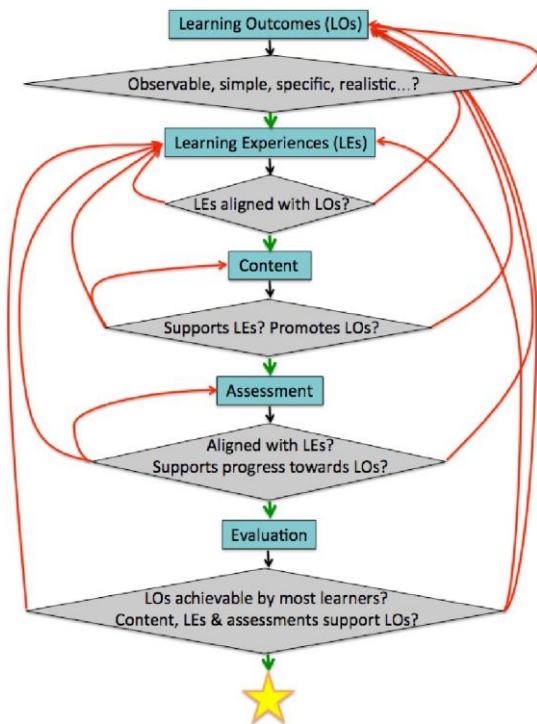 Learning Outcomes (LOs)
Observable, simple, specific, realistic...?
Learning Experiences (LEs)
LEs aligned with LOs?
Content
Supports LEs? Promotes LOs?
Assessment
Aligned with LEs?
Supports progress towards LOs?
Evaluation
LOs achievable by most learners?
Content, LEs & assessments support LOs?